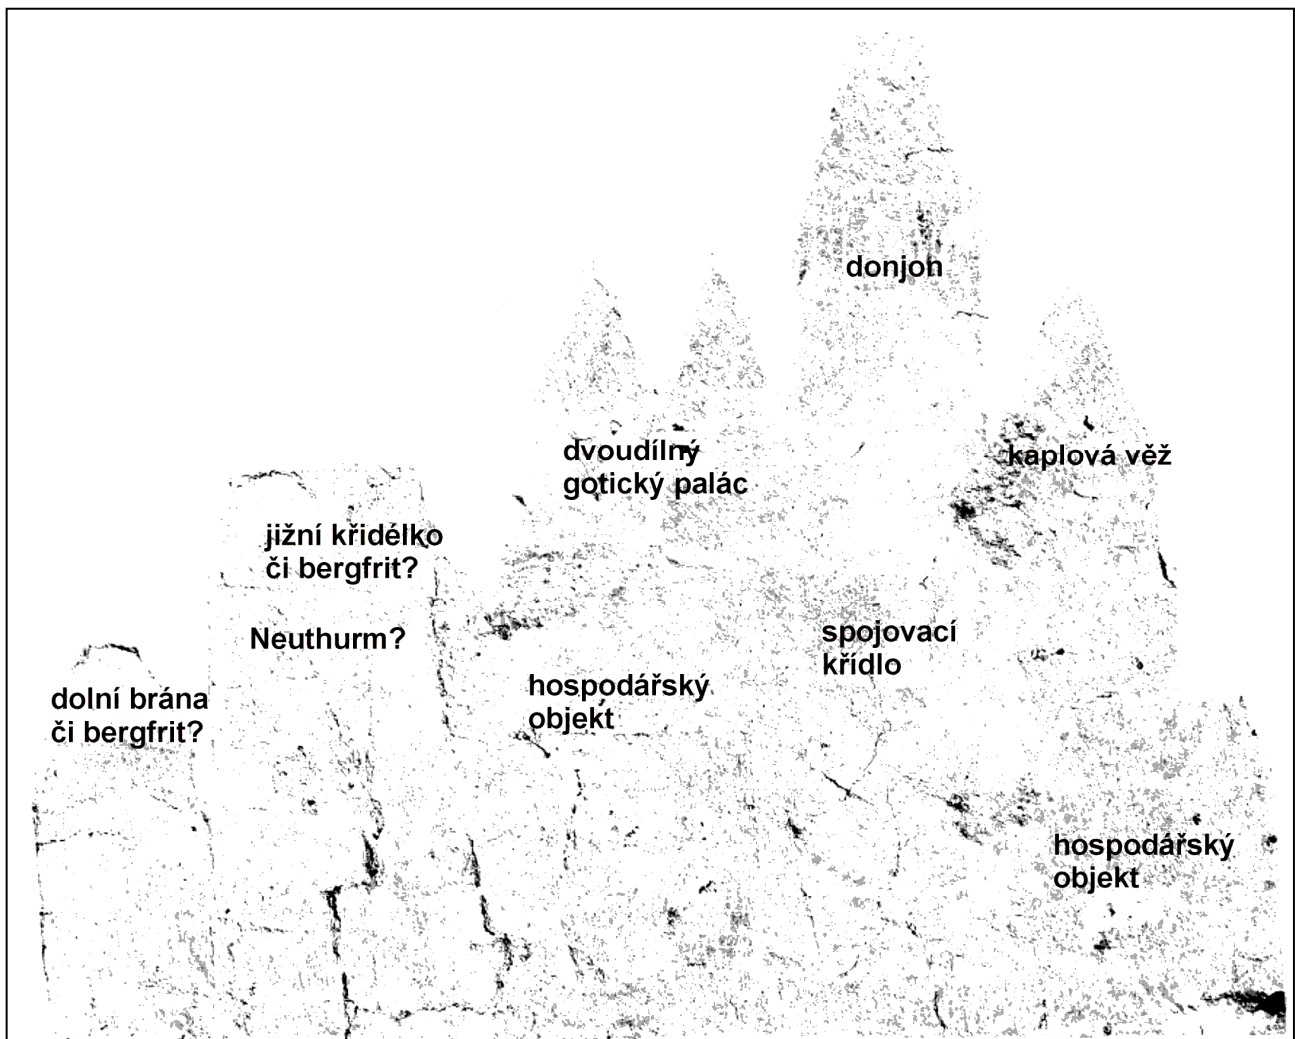 donjon
dvoudílný
gotický palác
kaplová věž
jižní křidélko
či bergfrit?
Neuthurm?
spojovací
křídlo
dolní brána
či bergfrit?
hospodářský
objekt
hospodářský
objekt